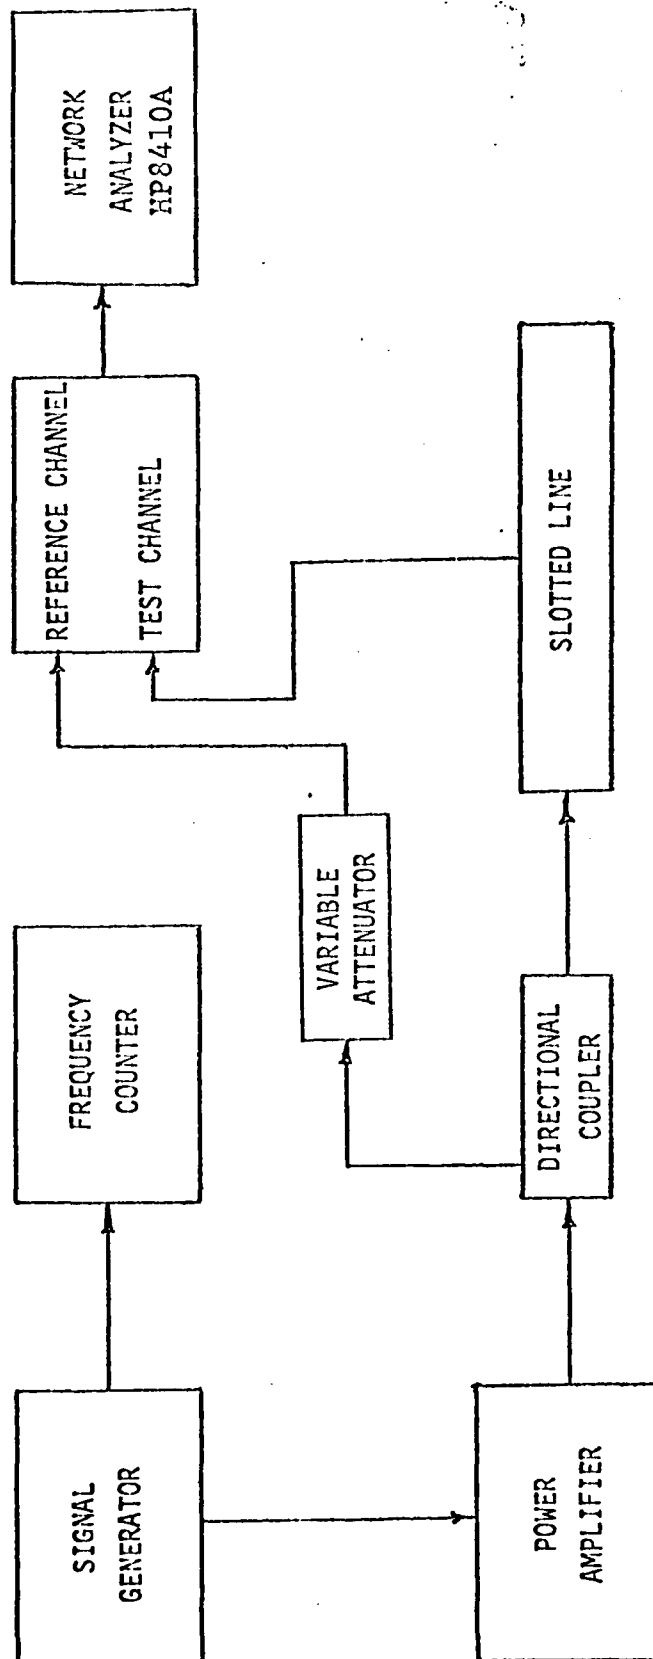 SIGNAL
GENERATOR
FREQUENCY
COUNTER
REFERENCE CHANNEL
TEST CHANNEL
NETWORK
ANALYZER
HP8410A
VARIABLE
ATTENUATOR
POWER
AMPLIFIER
DIRECTIONAL
COUPLER
SLOTTED LINE